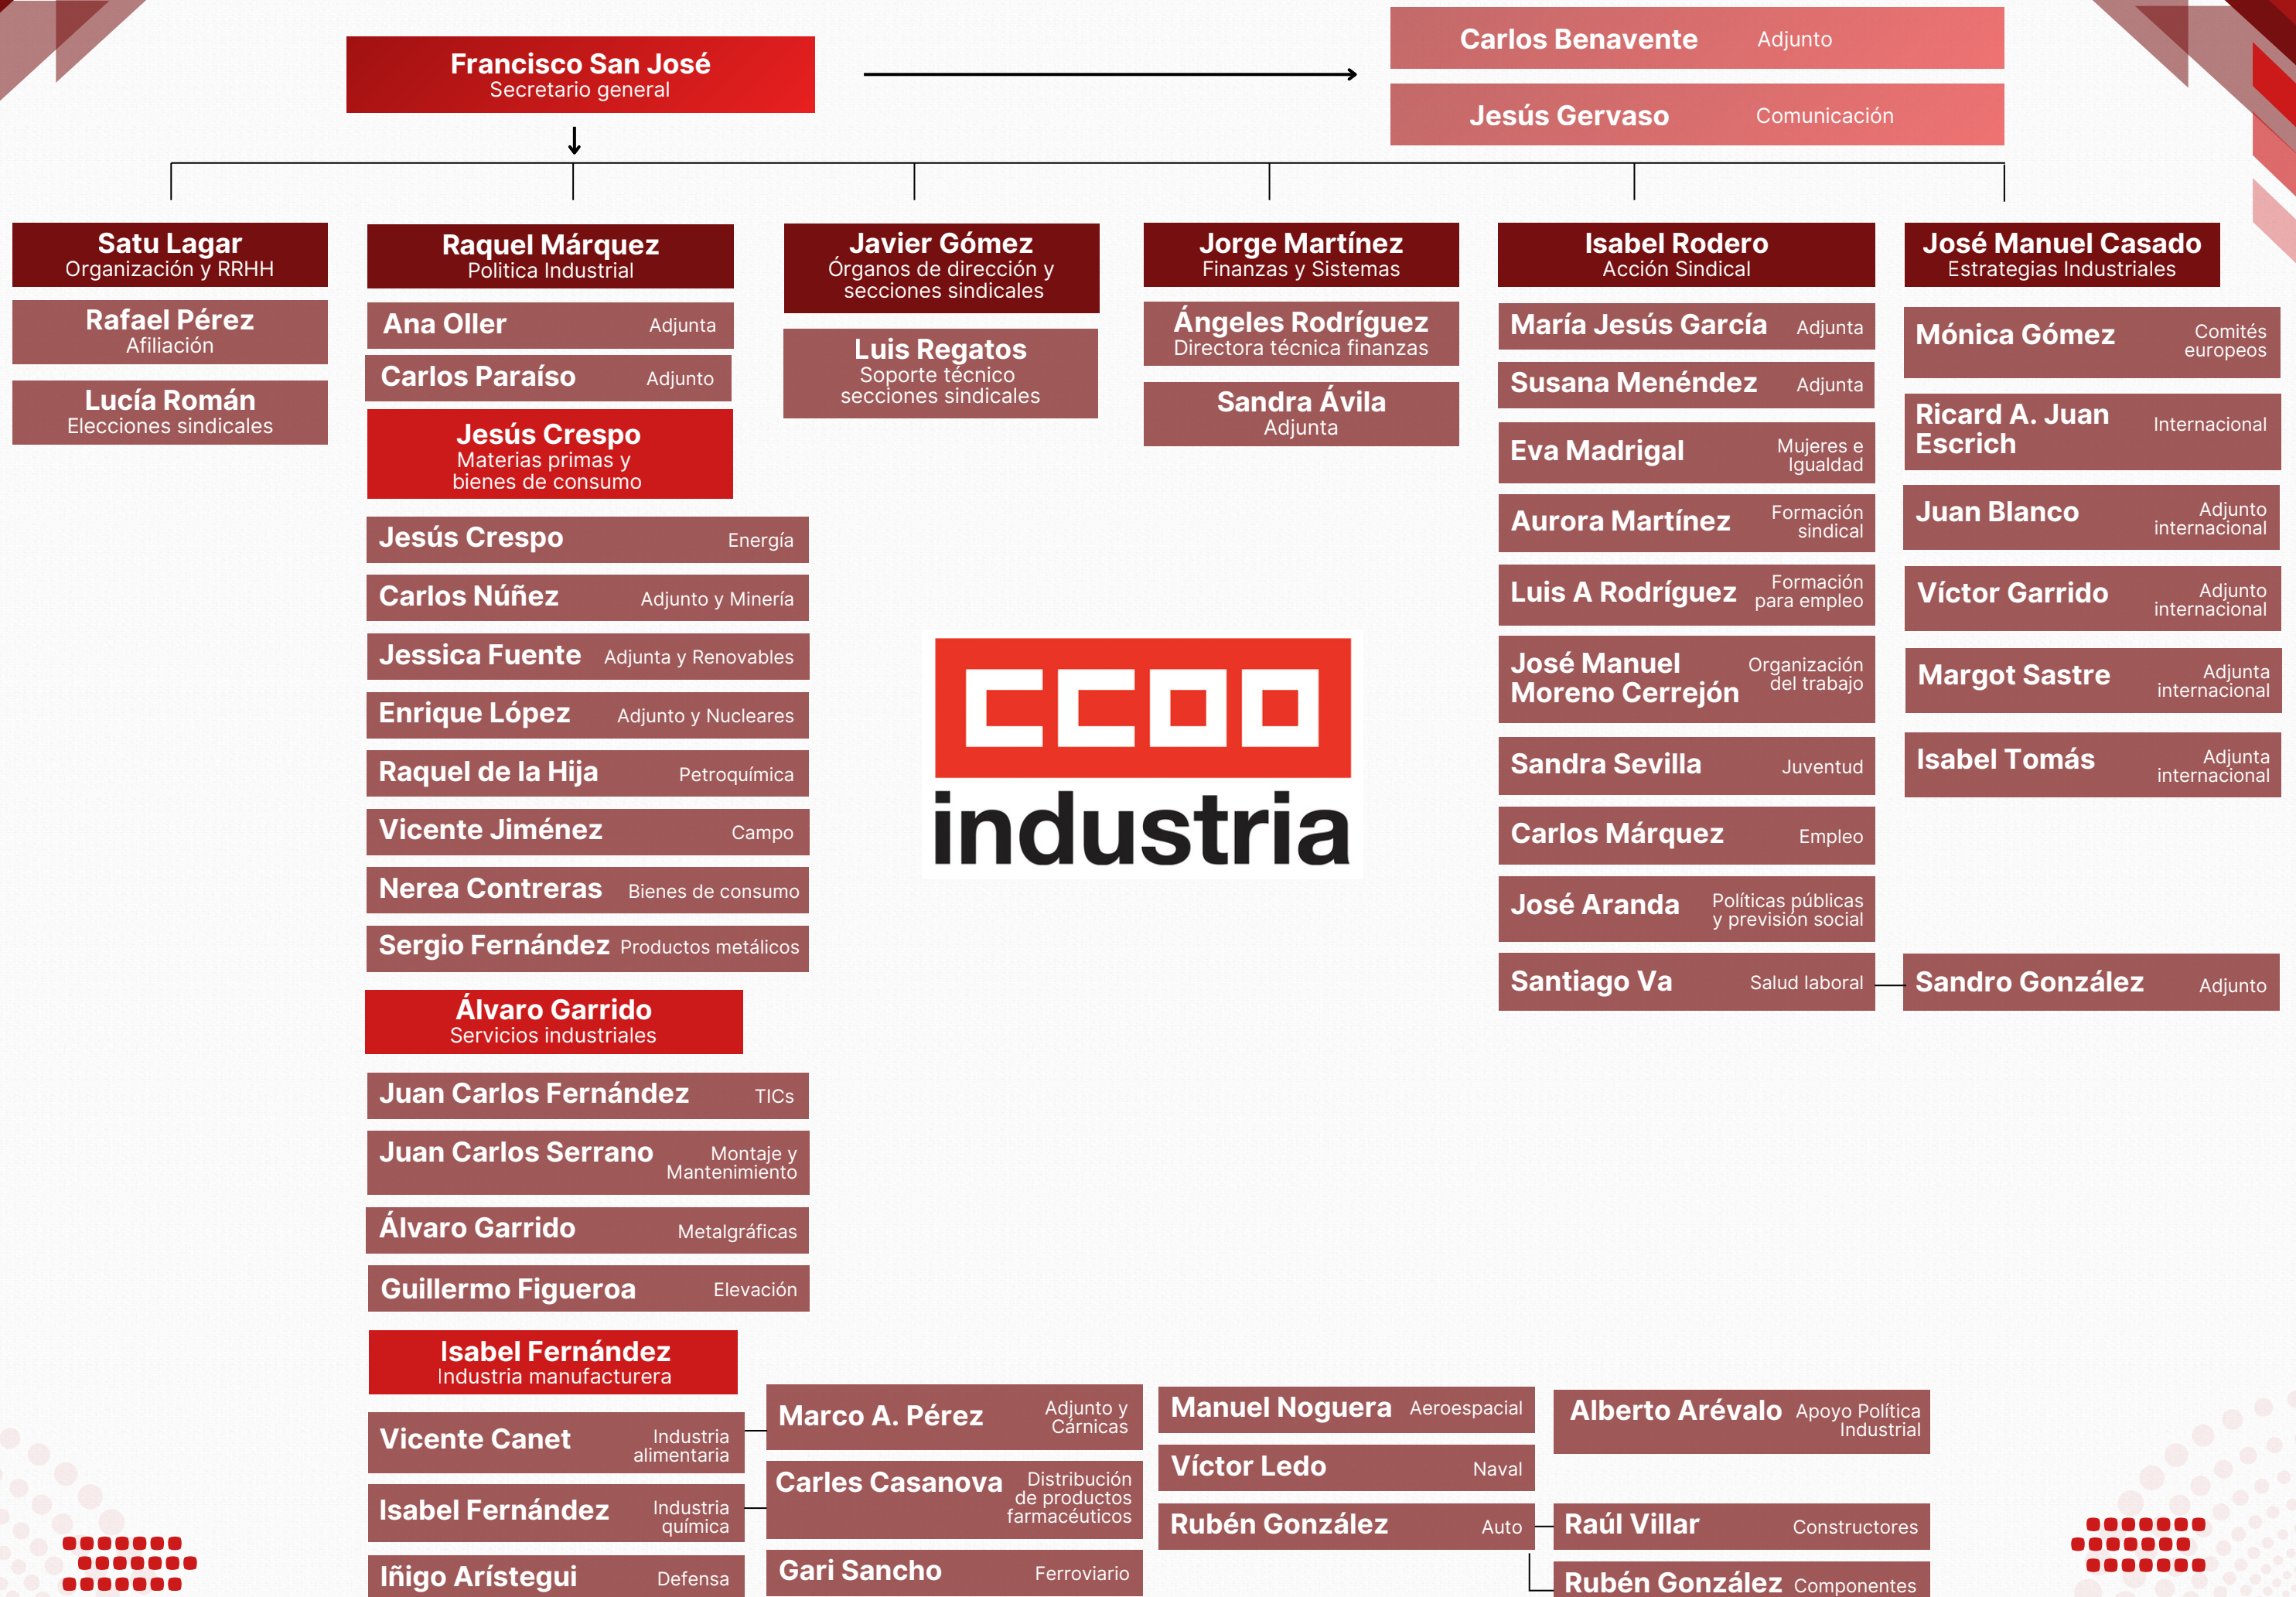 Francisco San José
Secretario general
Carlos Benavente Adjunto
Jesús Gervaso Comunicación
Satu Lagar
Organización y RRHH
Rafael Pérez
Afiliación
Lucía Román
Elecciones sindicales
Raquel Márquez
Politica Industrial
Ana Oller Adjunta
Carlos Paraíso Adjunto
Jesús Crespo
Materias primas y
bienes de consumo
Jesús Crespo Energía
Carlos Núñez Adjunto y Minería
Jessica Fuente Adjunta y Renovables
Enrique López Adjunto y Nucleares
Raquel de la Hija Petroquímica
Vicente Jiménez Campo
Nerea Contreras Bienes de consumo
Sergio Fernández Productos metálicos
Álvaro Garrido
Servicios industriales
Juan Carlos Fernández TICs
Juan Carlos Serrano Montaje y
Mantenimiento
Álvaro Garrido Metalgráficas
Guillermo Figueroa Elevación
Isabel Fernández
Industria manufacturera
Vicente Canet Industria
alimentaria
Isabel Fernández Industria
química
Iñigo Arístegui Defensa
Marco A. Pérez Adjunto y
Cárnicas
Carles Casanova Distribución
de productos
farmacéuticos
Gari Sancho Ferroviario
Manuel Noguera Aeroespacial
Víctor Ledo Naval
Rubén González Auto
Alberto Arévalo Apoyo Política
Industrial
Raúl Villar Constructores
Rubén González Componentes
Javier Gómez
Órganos de dirección y
secciones sindicales
Luis Regatos
Soporte técnico
secciones sindicales
Jorge Martínez
Finanzas y Sistemas
Ángeles Rodríguez
Directora técnica finanzas
Sandra Ávila
Adjunta
CCOO
industria
Isabel Rodero
Acción Sindical
María Jesús García Adjunta
Susana Menéndez Adjunta
Eva Madrigal Mujeres e
Igualdad
Aurora Martínez Formación
sindical
Luis A Rodríguez Formación
para empleo
José Manuel Organización
Moreno Cerrejón del trabajo
Sandra Sevilla Juventud
Carlos Márquez Empleo
José Aranda Políticas públicas
y previsión social
Santiago Va Salud laboral
Sandro González Adjunto
José Manuel Casado
Estrategias Industriales
Mónica Gómez Comités
europeos
Ricard A. Juan Internacional
Escrich
Juan Blanco Adjunto
internacional
Víctor Garrido Adjunto
internacional
Margot Sastre Adjunta
internacional
Isabel Tomás Adjunta
internacional